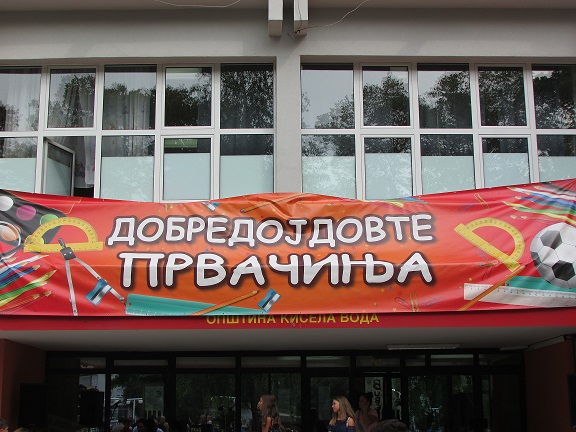 ДОБРЕДОЈДОВТЕ
ПРВАЧИЊА
ОПШТИНА КИСЕЛА ВОДА